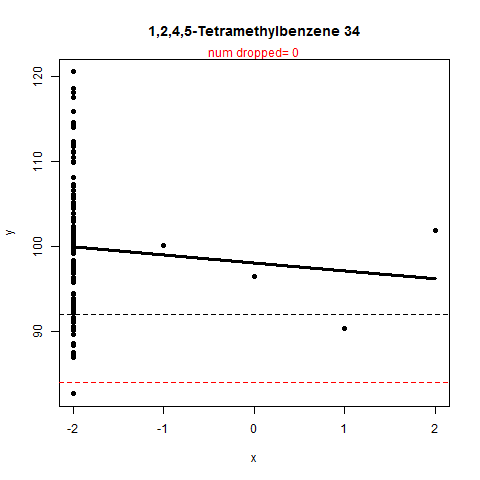 1,2,4,5-Tetramethylbenzene 34
num dropped= 0
120
110
100
90
y
-2 -1 0 1 2
x